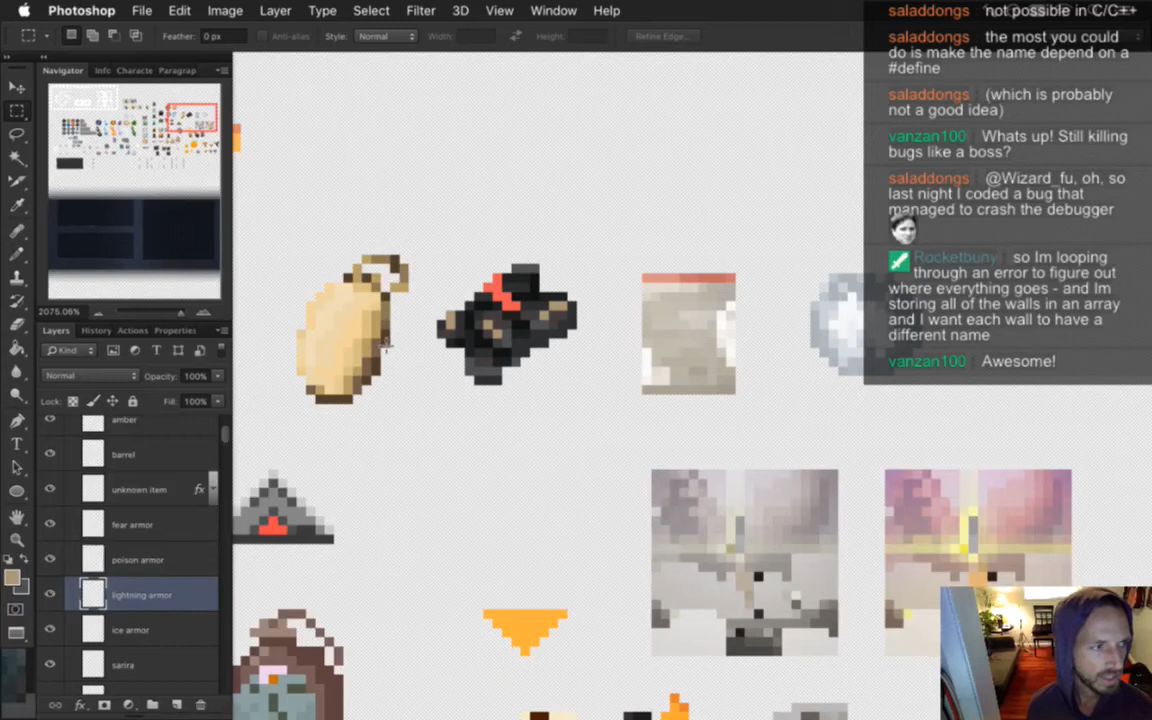 Photoshop File Edit Image Layer Type Select Filter 3D View Window Help
Feather: 0 px Anti-alias Style: Normal Width: Height: Refine Edge...
Navigator Info Characte Paragrap
2075.06%
Layers History Actions Properties
Kind
Normal Opacity: 100%
Lock: Fill: 100%
amber
barrel
unknown item fx
fear armor
poison armor
lightning armor
ice armor
sarira
fx
saladdongs not possible in C/C++
saladdongs the most you could
do is make the name depend on a
#define
saladdongs (which is probably
not a good idea)
vanzan100 Whats up! Still killing
bugs like a boss?
saladdongs @Wizard_fu, oh, so
last night I coded a bug that
managed to crash the debugger
Rocketbuny so Im looping
through an error to figure out
where everything goes - and Im
storing all of the walls in an array
and I want each wall to have a
different name
vanzan100 Awesome!